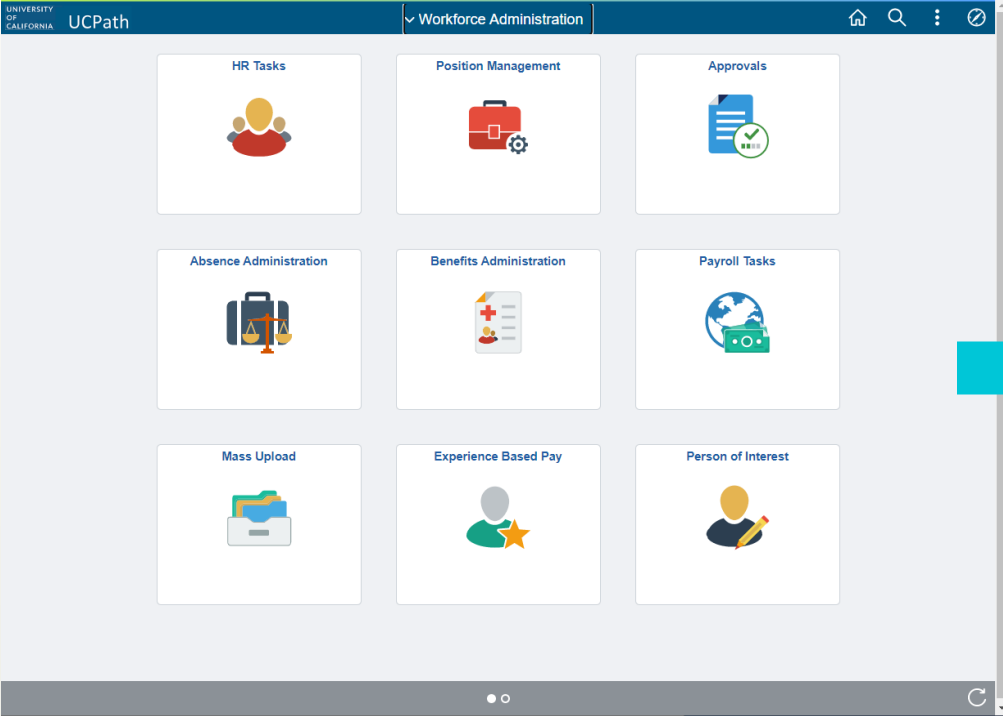 UNIVERSITY
OF
CALIFORNIA
UCPath
Workforce Administration
HR Tasks
Position Management
Approvals
Absence Administration
Benefits Administration
Payroll Tasks
Mass Upload
Experience Based Pay
Person of Interest